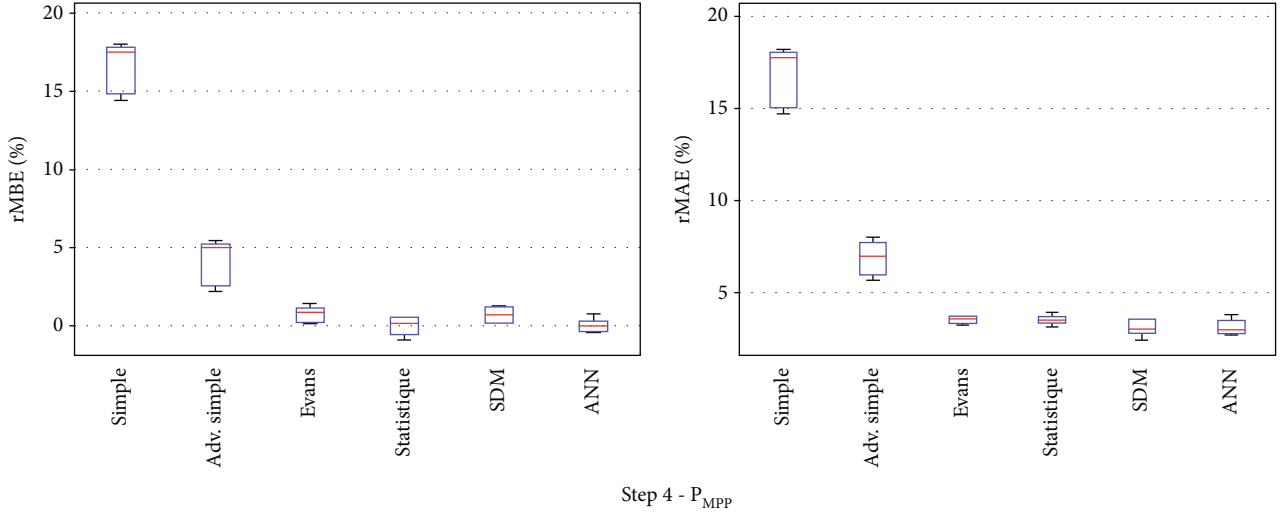 20
15
10
5
0
rMBE (%)
Simple
Adv. simple
Evans
Statistique
SDM
ANN
20
15
10
5
rMAE (%)
Simple
Adv. simple
Evans
Statistique
SDM
ANN
Step 4 - P_MPP